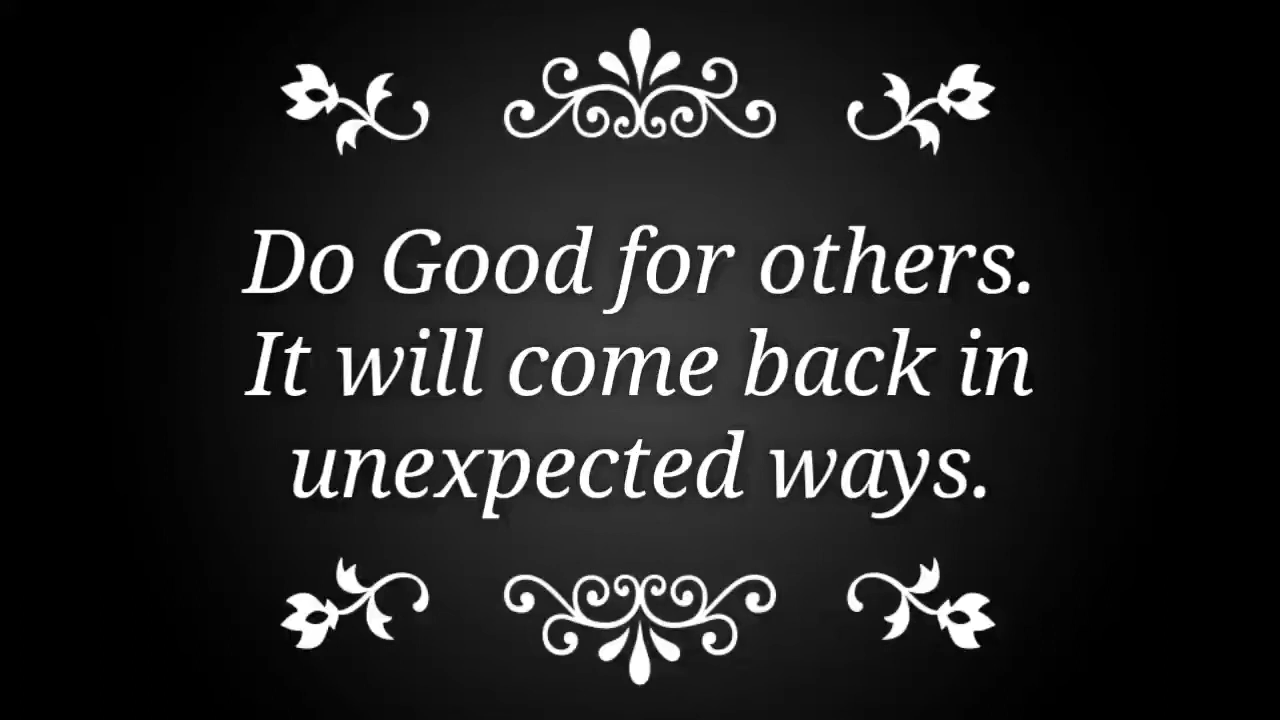 Do Good for others.
It will come back in
unexpected ways.